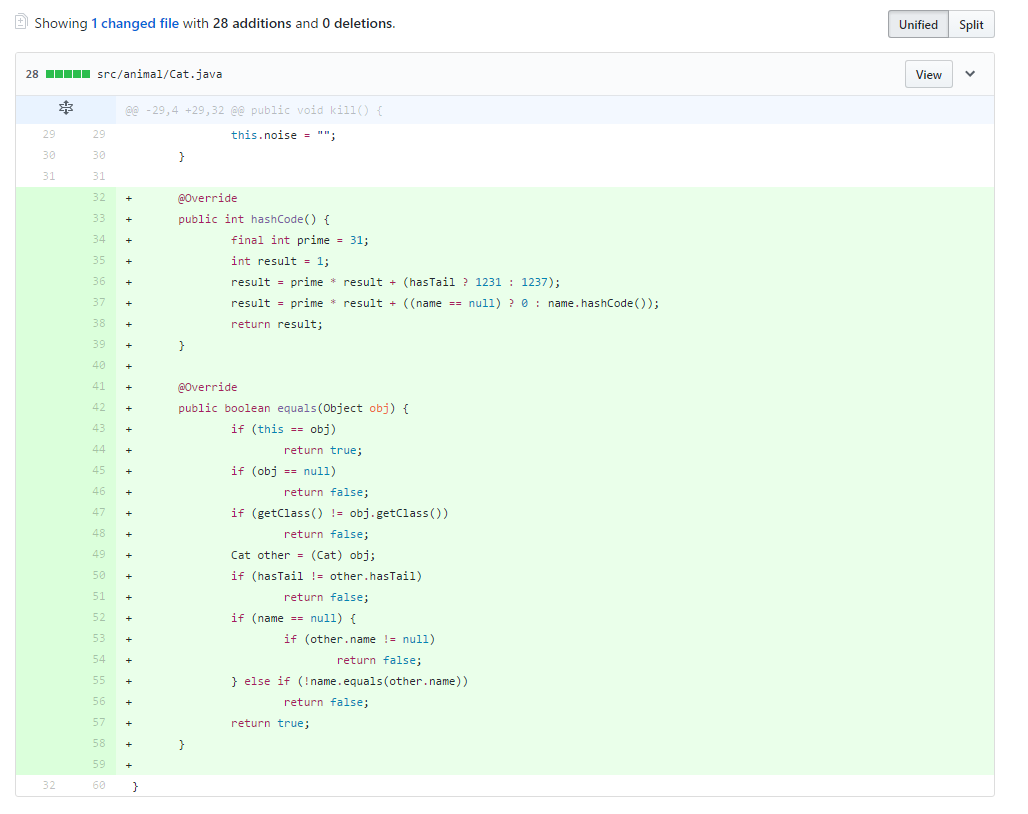 Showing 1 changed file with 28 additions and 0 deletions.
Unified Split
28 src/animal/Cat.java View
@@ -29,4 +29,32 @@ public void kill() {
29 29 this.noise = "";
30 30 }
31 31
32 + @Override
33 + public int hashCode() {
34 + final int prime = 31;
35 + int result = 1;
36 + result = prime * result + (hasTail ? 1231 : 1237);
37 + result = prime * result + ((name == null) ? 0 : name.hashCode());
38 + return result;
39 + }
40 +
41 + @Override
42 + public boolean equals(Object obj) {
43 + if (this == obj)
44 + return true;
45 + if (obj == null)
46 + return false;
47 + if (getClass() != obj.getClass())
48 + return false;
49 + Cat other = (Cat) obj;
50 + if (hasTail != other.hasTail)
51 + return false;
52 + if (name == null) {
53 + if (other.name != null)
54 + return false;
55 + } else if (!name.equals(other.name))
56 + return false;
57 + return true;
58 + }
59 +
32 60 }